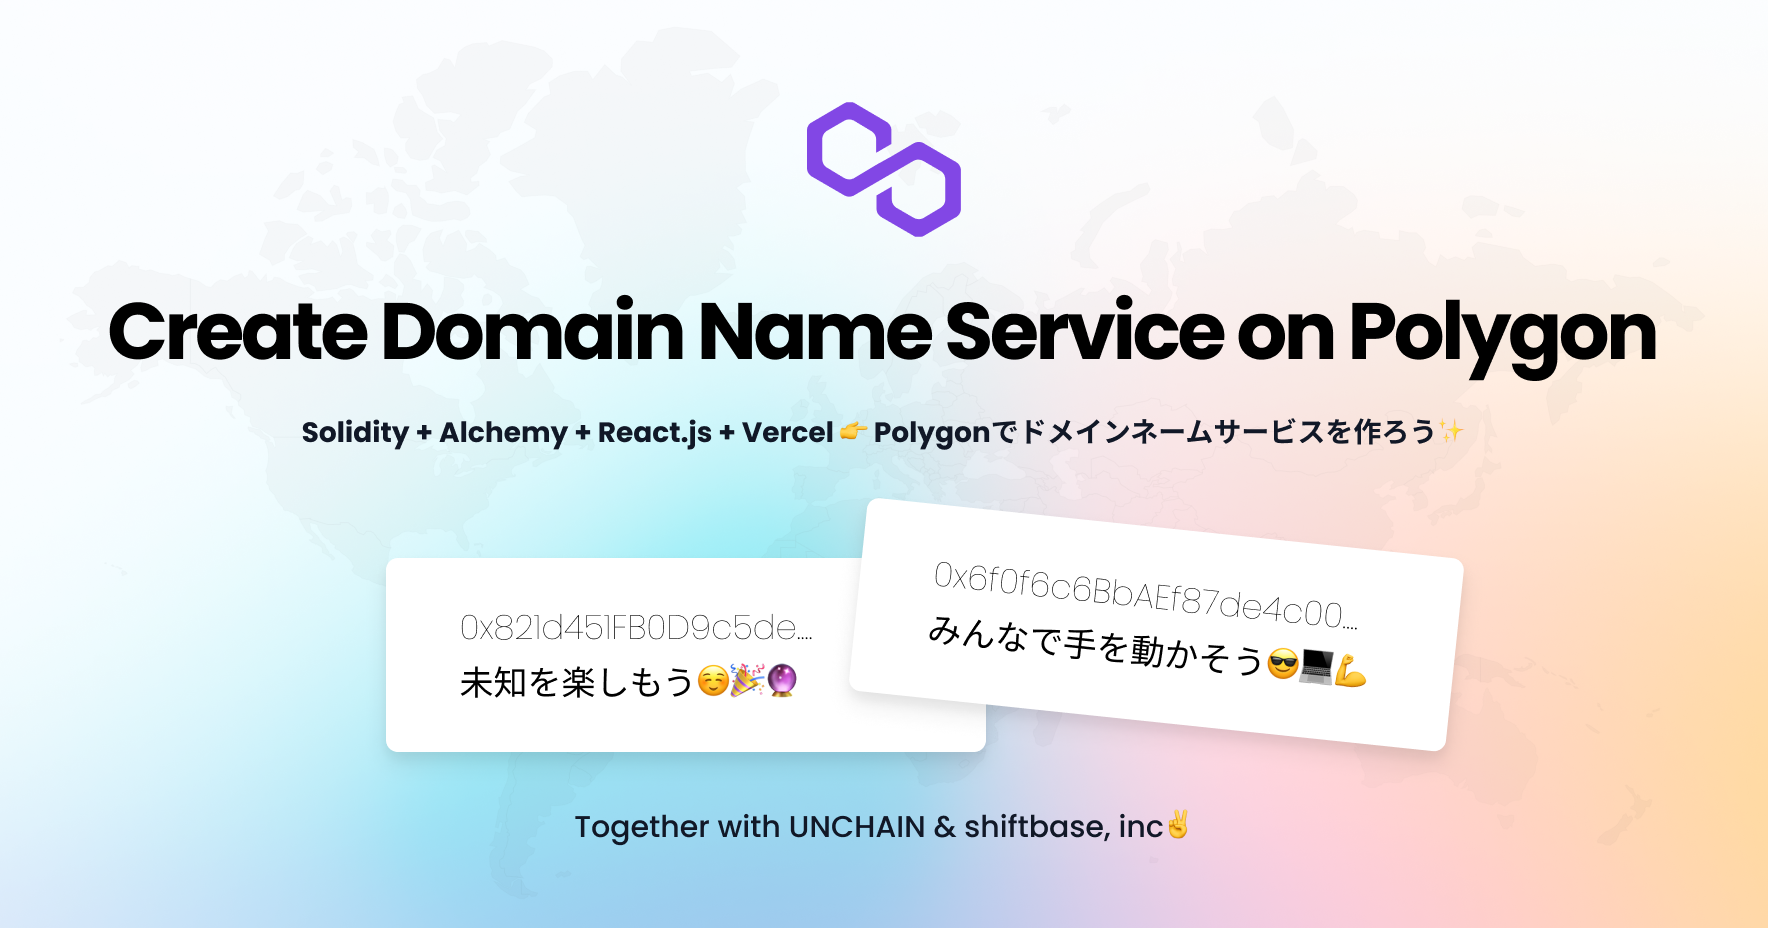 Create Domain Name Service on Polygon
Solidity + Alchemy + React.js + Vercel 👉 Polygonでドメインネームサービスを作ろう✨
0x821d451FB0D9c5de....
未知を楽しもう☺️🎉🔮
0x6f0f6c6BbAEf87de4c00....
みんなで手を動かそう😎💻💪
Together with UNCHAIN & shiftbase, inc✌️